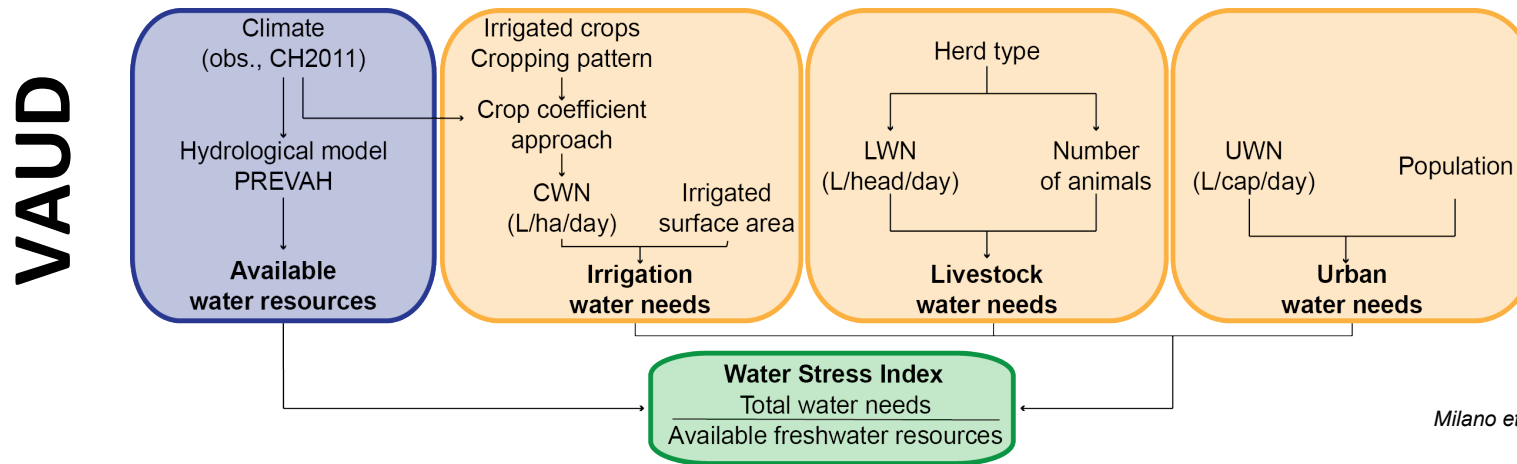 VAUD
Climate
(obs., CH2011)
Hydrological model
PREVAH
Available
water resources
Irrigated crops
Cropping pattern
Crop coefficient
approach
CWN
(L/ha/day)
Irrigated
surface area
Irrigation
water needs
Herd type
LWN
(L/head/day)
Number
of animals
Livestock
water needs
UWN
(L/cap/day)
Population
Urban
water needs
Water Stress Index
Total water needs
Available freshwater resources
Milano et